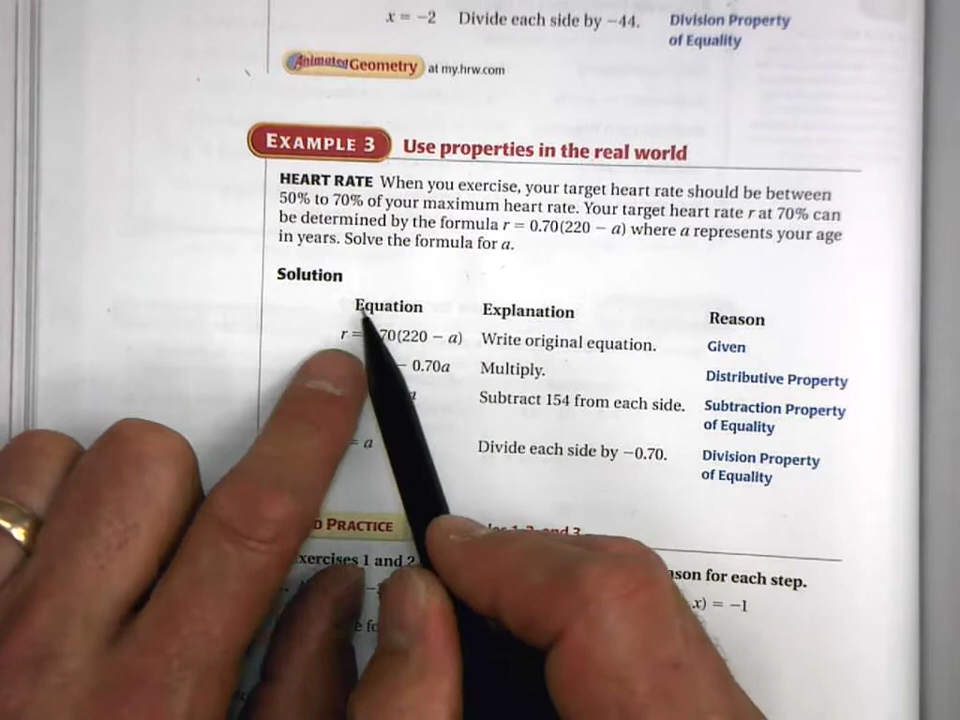 x = −2 Divide each side by −44. Division Property
of Equality
Animated Geometry at my.hrw.com
EXAMPLE 3 Use properties in the real world
HEART RATE When you exercise, your target heart rate should be between
50% to 70% of your maximum heart rate. Your target heart rate r at 70% can
be determined by the formula r = 0.70(220 − a) where a represents your age
in years. Solve the formula for a.
Solution
Equation Explanation Reason
r = 70(220 − a) Write original equation. Given
− 0.70a Multiply. Distributive Property
Subtract 154 from each side. Subtraction Property
of Equality
= a Divide each side by −0.70. Division Property
of Equality
PRACTICE
and 3
xercises 1 and 2 for each step.
x) = −1